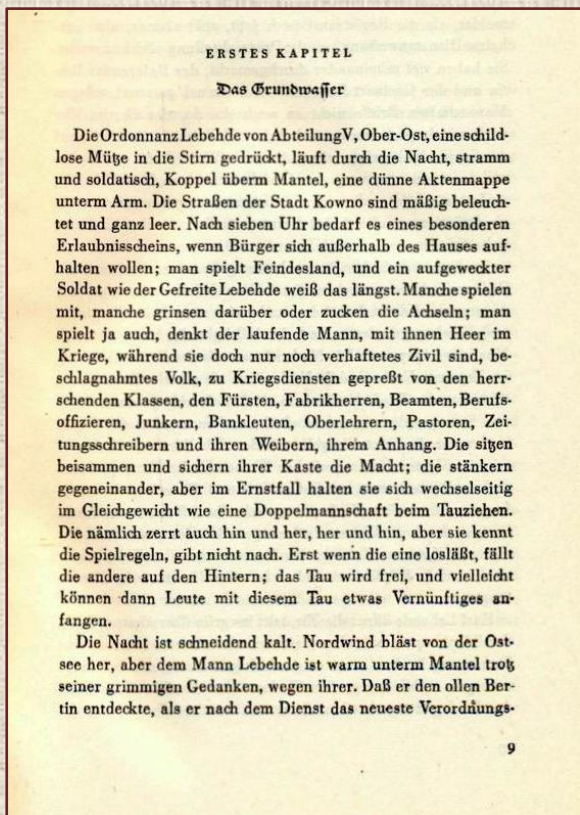 ERSTES KAPITEL
Das Grundwasser
Die Ordonnanz Lebehde von Abteilung V, Ober-Ost, eine schild-
lose Mütze in die Stirn gedrückt, läuft durch die Nacht, stramm
und soldatisch, Koppel überm Mantel, eine dünne Aktenmappe
unterm Arm. Die Straßen der Stadt Kowno sind mäßig beleuch-
tet und ganz leer. Nach sieben Uhr bedarf es eines besonderen
Erlaubnisscheins, wenn Bürger sich außerhalb des Hauses auf-
halten wollen; man spielt Feindesland, und ein aufgeweckter
Soldat wie der Gefreite Lebehde weiß das längst. Manche spielen
mit, manche grinsen darüber oder zucken die Achseln; man
spielt ja auch, denkt der laufende Mann, mit ihnen Heer im
Kriege, während sie doch nur noch verhaftetes Zivil sind, be-
schlagnahmtes Volk, zu Kriegsdiensten gepreßt von den herr-
schenden Klassen, den Fürsten, Fabrikherren, Beamten, Berufs-
offizieren, Junkern, Bankleuten, Oberlehrern, Pastoren, Zei-
tungsschreibern und ihren Weibern, ihrem Anhang. Die sitzen
beisammen und sichern ihrer Kaste die Macht; die stänkern
gegeneinander, aber im Ernstfall halten sie sich wechselseitig
im Gleichgewicht wie eine Doppelmannschaft beim Tauziehen.
Die nämlich zerrt auch hin und her, her und hin, aber sie kennt
die Spielregeln, gibt nicht nach. Erst wenn die eine losläßt, fällt
die andere auf den Hintern; das Tau wird frei, und vielleicht
können dann Leute mit diesem Tau etwas Vernünftiges an-
fangen.
Die Nacht ist schneidend kalt. Nordwind bläst von der Ost-
see her, aber dem Mann Lebehde ist warm unterm Mantel trotz
seiner grimmigen Gedanken, wegen ihrer. Daß er den ollen Ber-
tin entdeckte, als er nach dem Dienst das neueste Verordnungs-
9